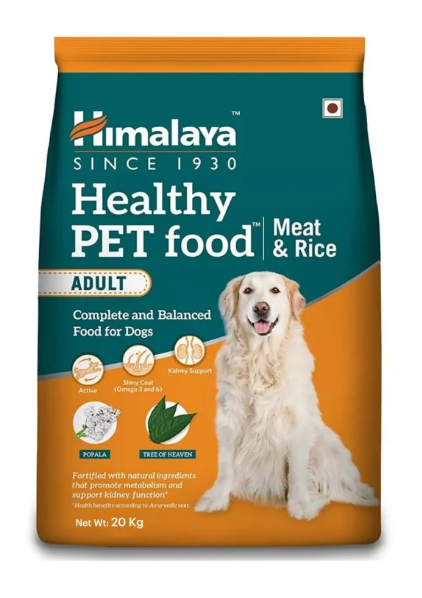 Himalaya™
SINCE 1930
Healthy
PET food™
Meat
& Rice
ADULT
Complete and Balanced
Food for Dogs
Active
Shiny Coat
(Omega 3 and 6)
Kidney Support
POPALA
TREE OF HEAVEN
Fortified with natural ingredients
that promote metabolism and
support kidney function*
*Health benefits according to Ayurvedic text.
Net Wt: 20 Kg